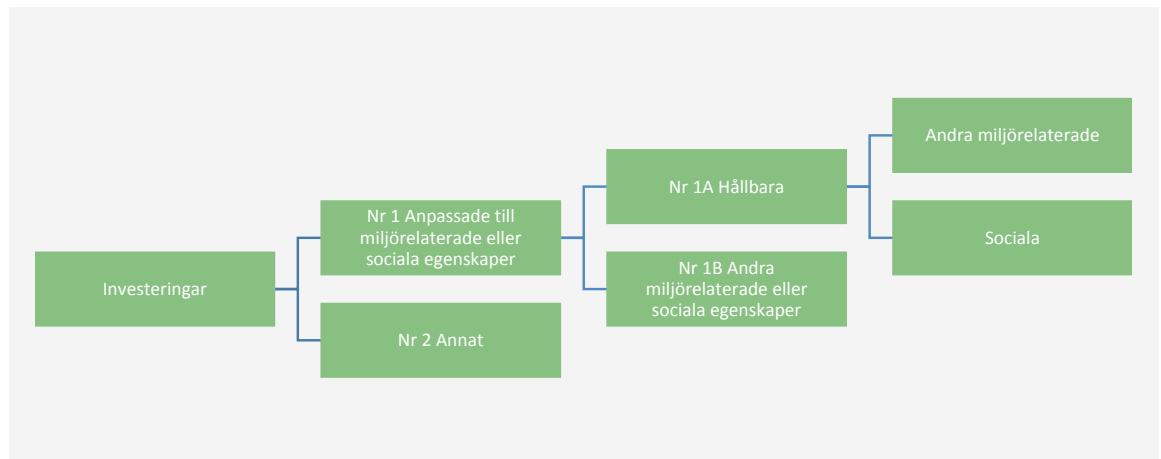 Investeringar
Nr 1 Anpassade till
miljörelaterade eller
sociala egenskaper
Nr 2 Annat
Nr 1A Hållbara
Nr 1B Andra
miljörelaterade eller
sociala egenskaper
Andra miljörelaterade
Sociala